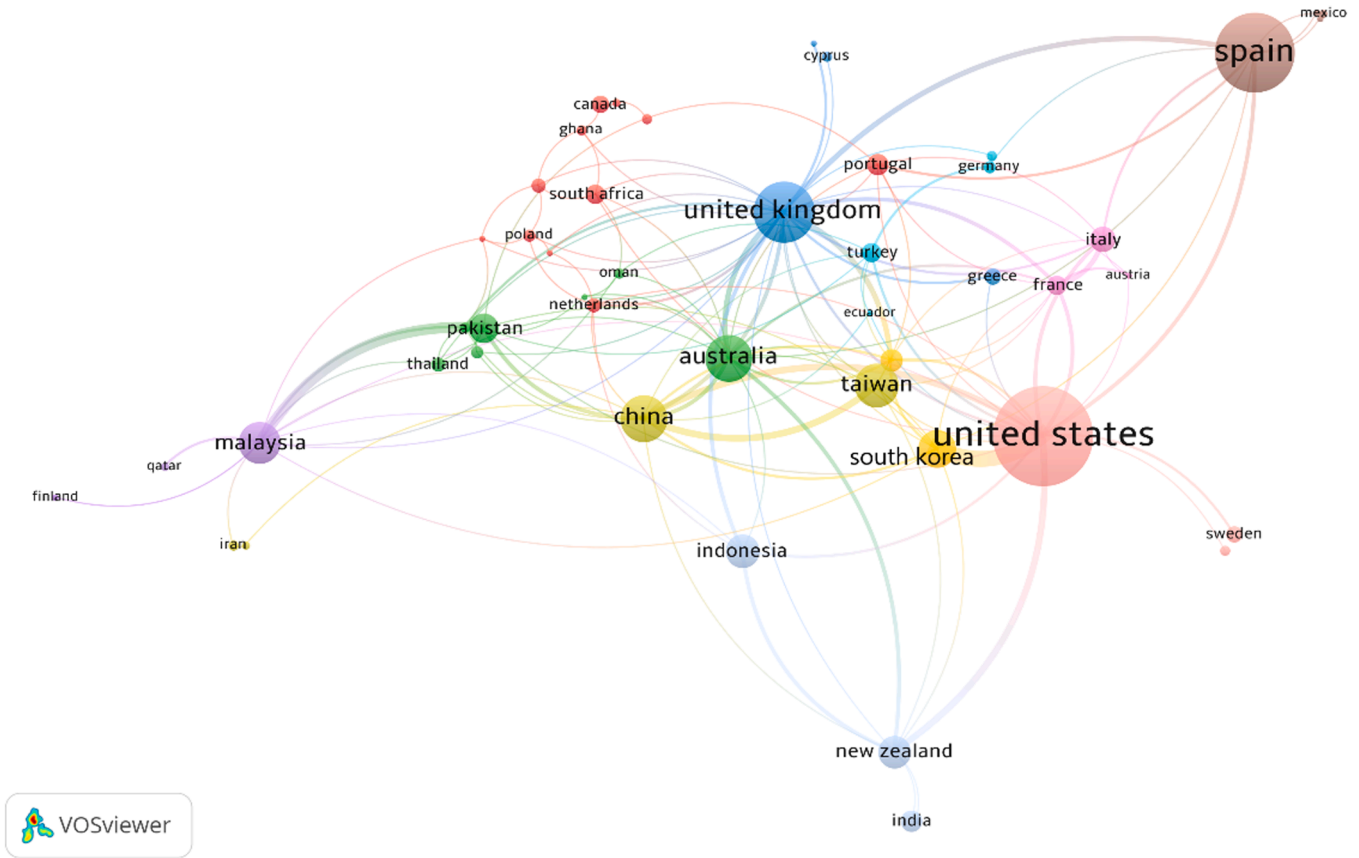 mexico
spain
cyprus
canada
ghana
portugal
germany
south africa
united kingdom
poland
italy
turkey
oman
greece
austria
france
netherlands
ecuador
pakistan
australia
thailand
taiwan
china
united states
malaysia
south korea
qatar
finland
sweden
iran
indonesia
new zealand
india
VOSviewer